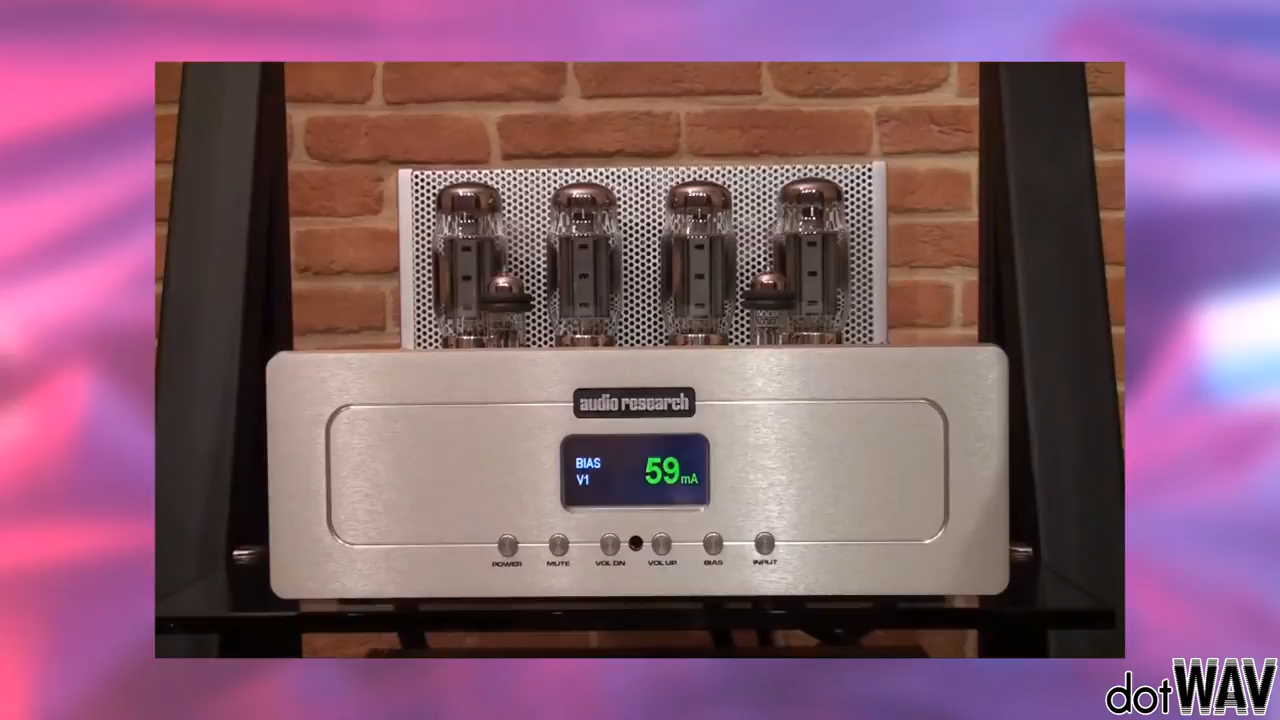 audio research
BIAS
V1
59mA
POWER
MUTE
VOL DN
VOL UP
BIAS
INPUT
dotWAV